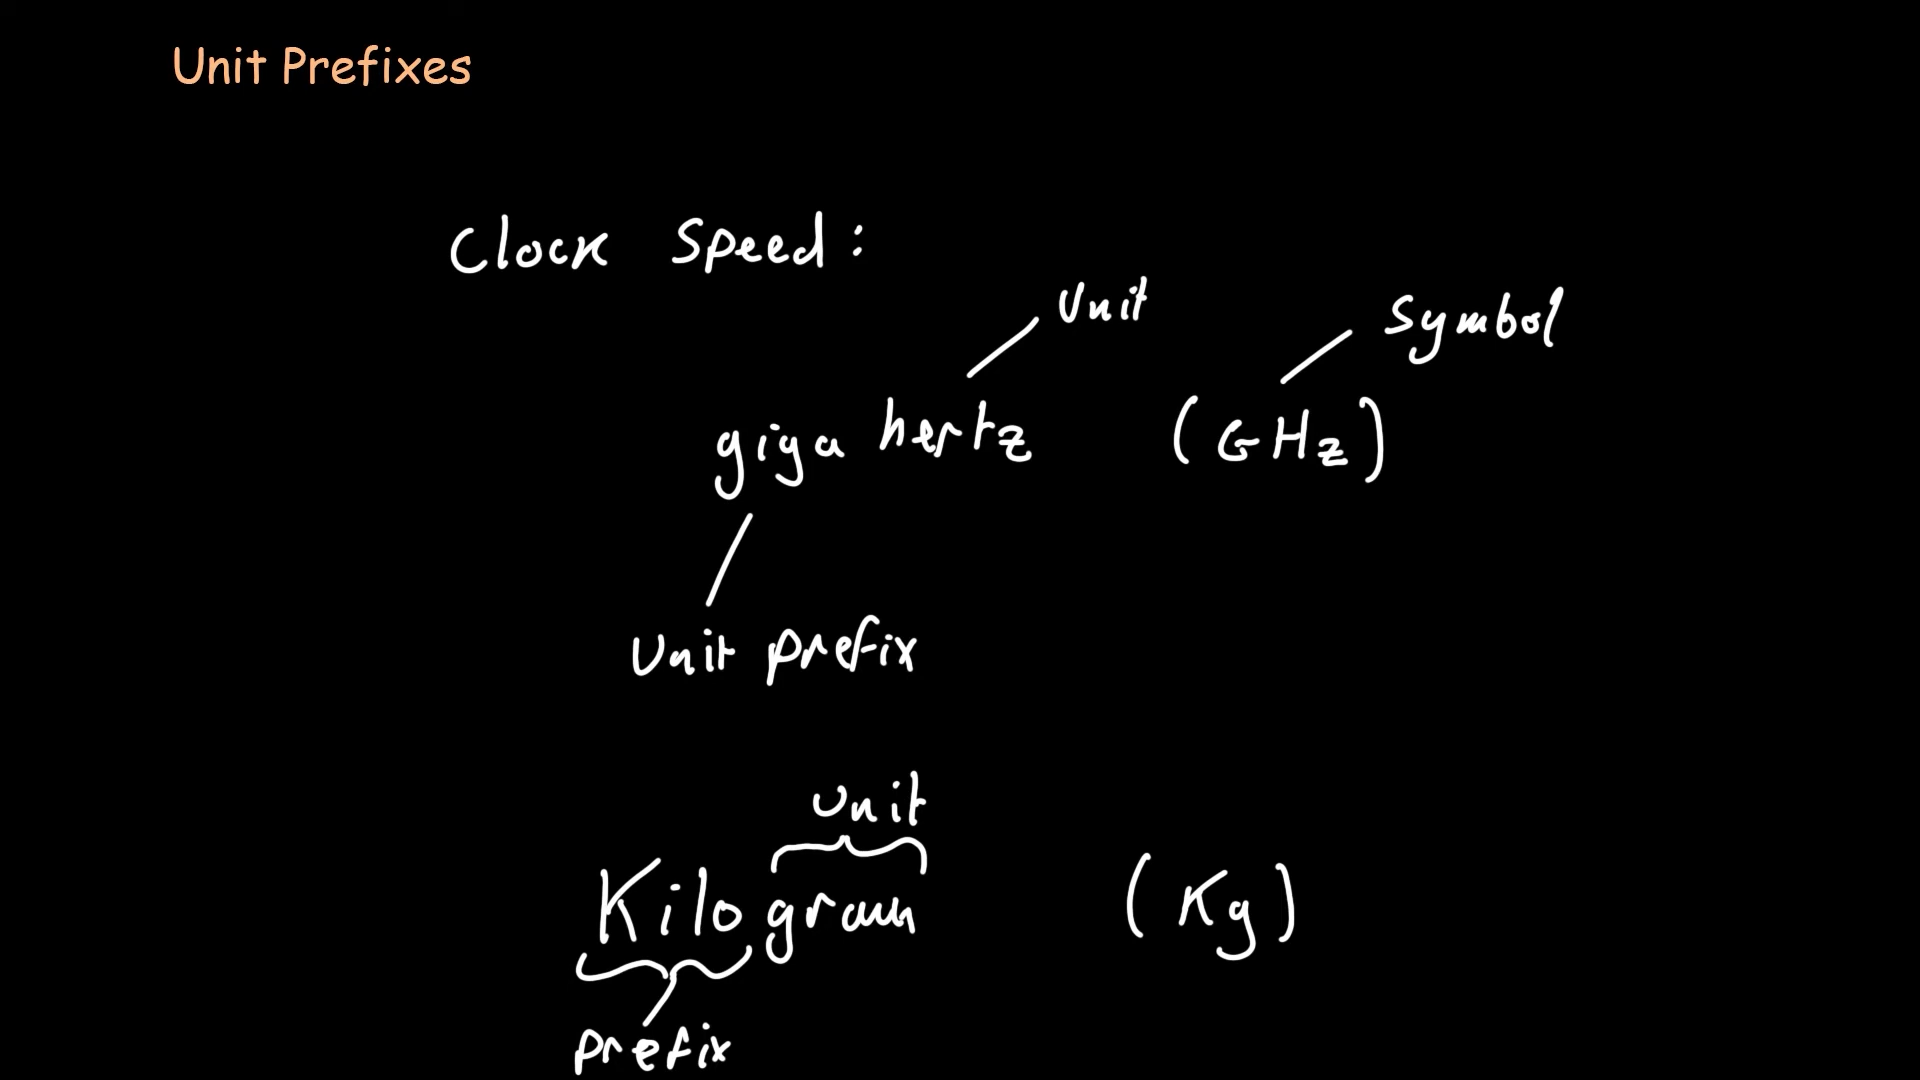 Unit Prefixes
Clock Speed:
Unit
Symbol
giga hertz (GHz)
Unit prefix
Unit
Kilogram (Kg)
prefix